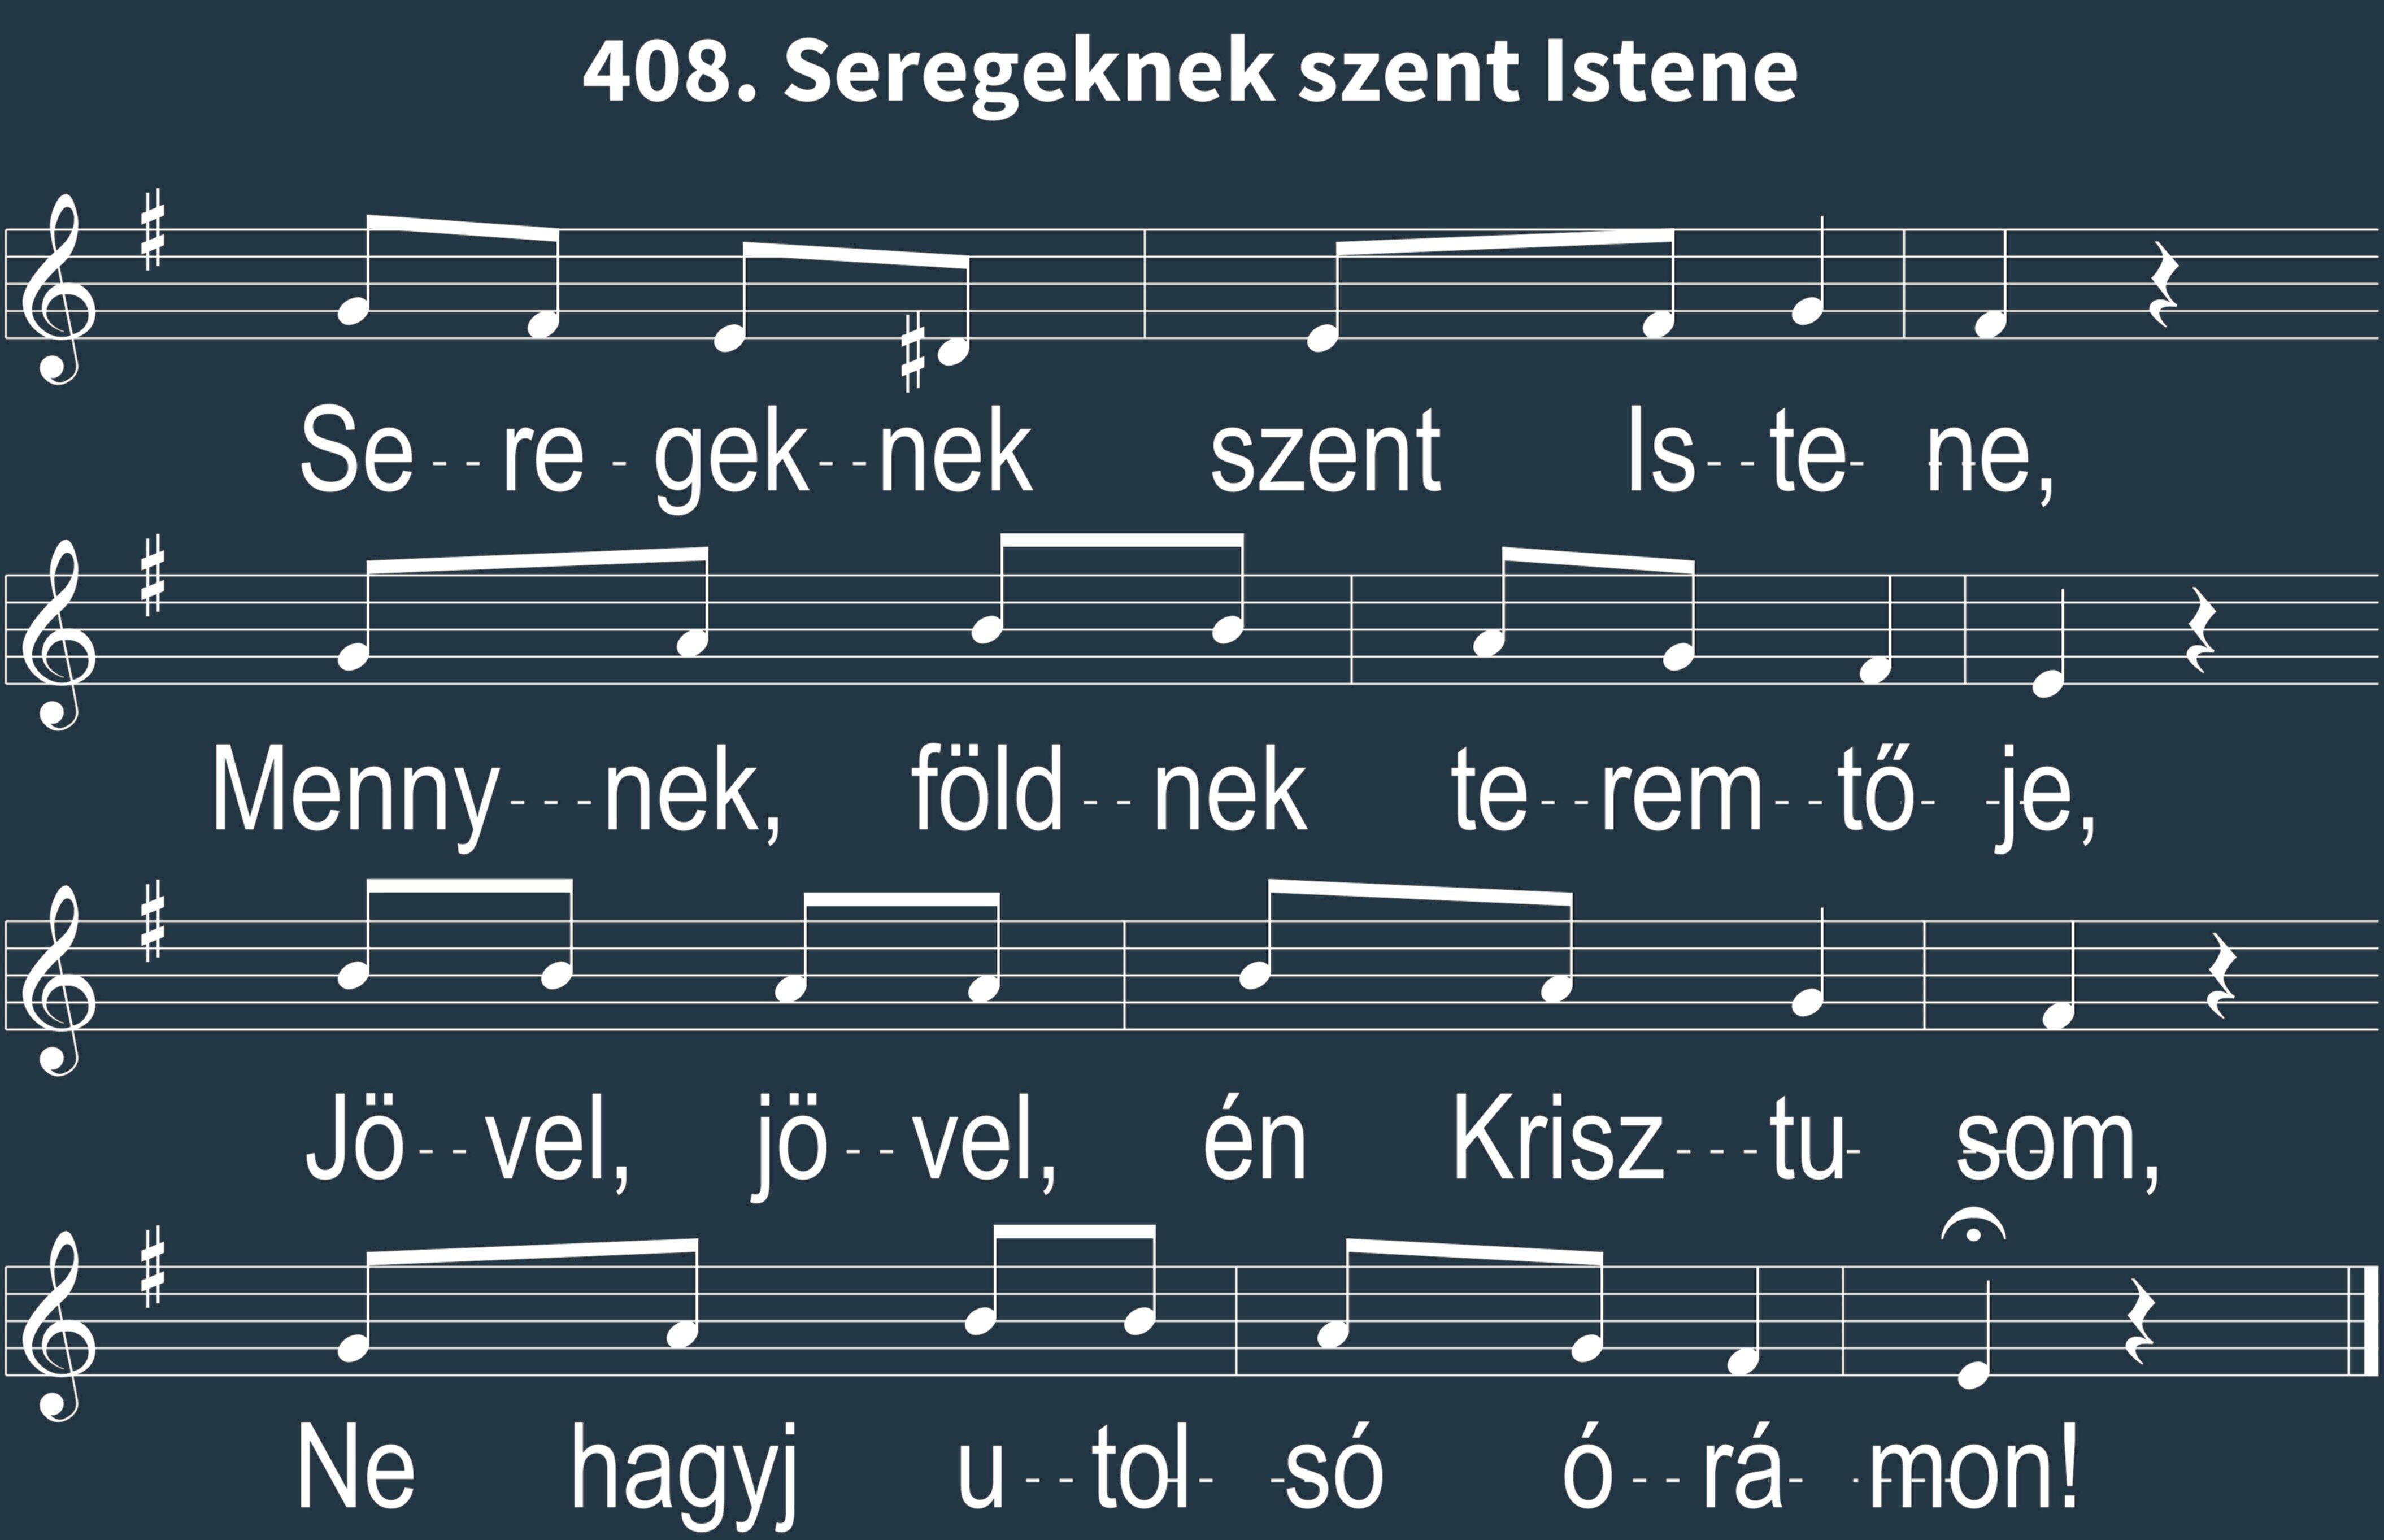 408. Seregeknek szent Istene
Se--re - gek--nek szent Is--te- ne,
Menny---nek, föld--nek te--rem--tő- -je,
Jö--vel, jö--vel, én Krisz---tu- som,
Ne hagyj u--tol- -só ó--rá- -mon!